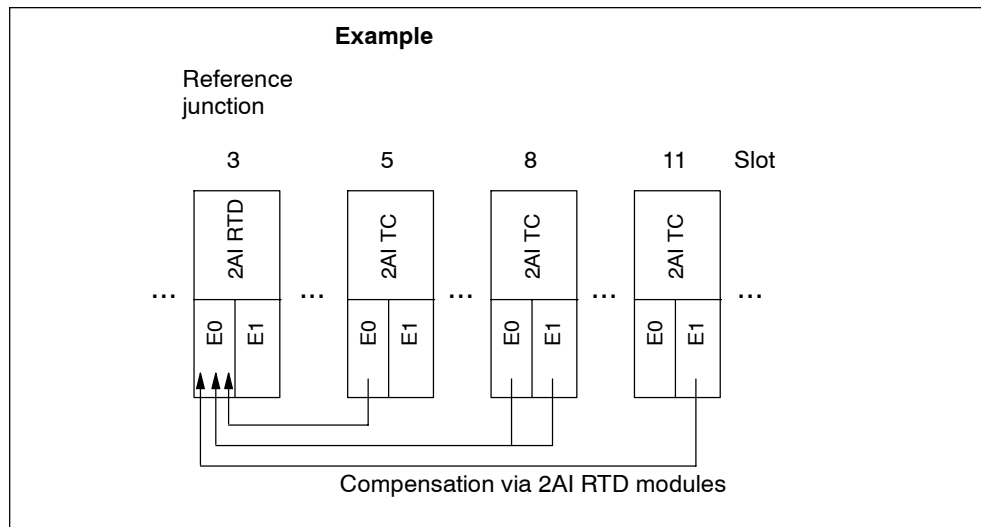 Example
Reference
junction
3 5 8 11 Slot
2AI RTD 2AI TC 2AI TC 2AI TC
... ... ... ... ...
E0 E1 E0 E1 E0 E1 E0 E1
Compensation via 2AI RTD modules